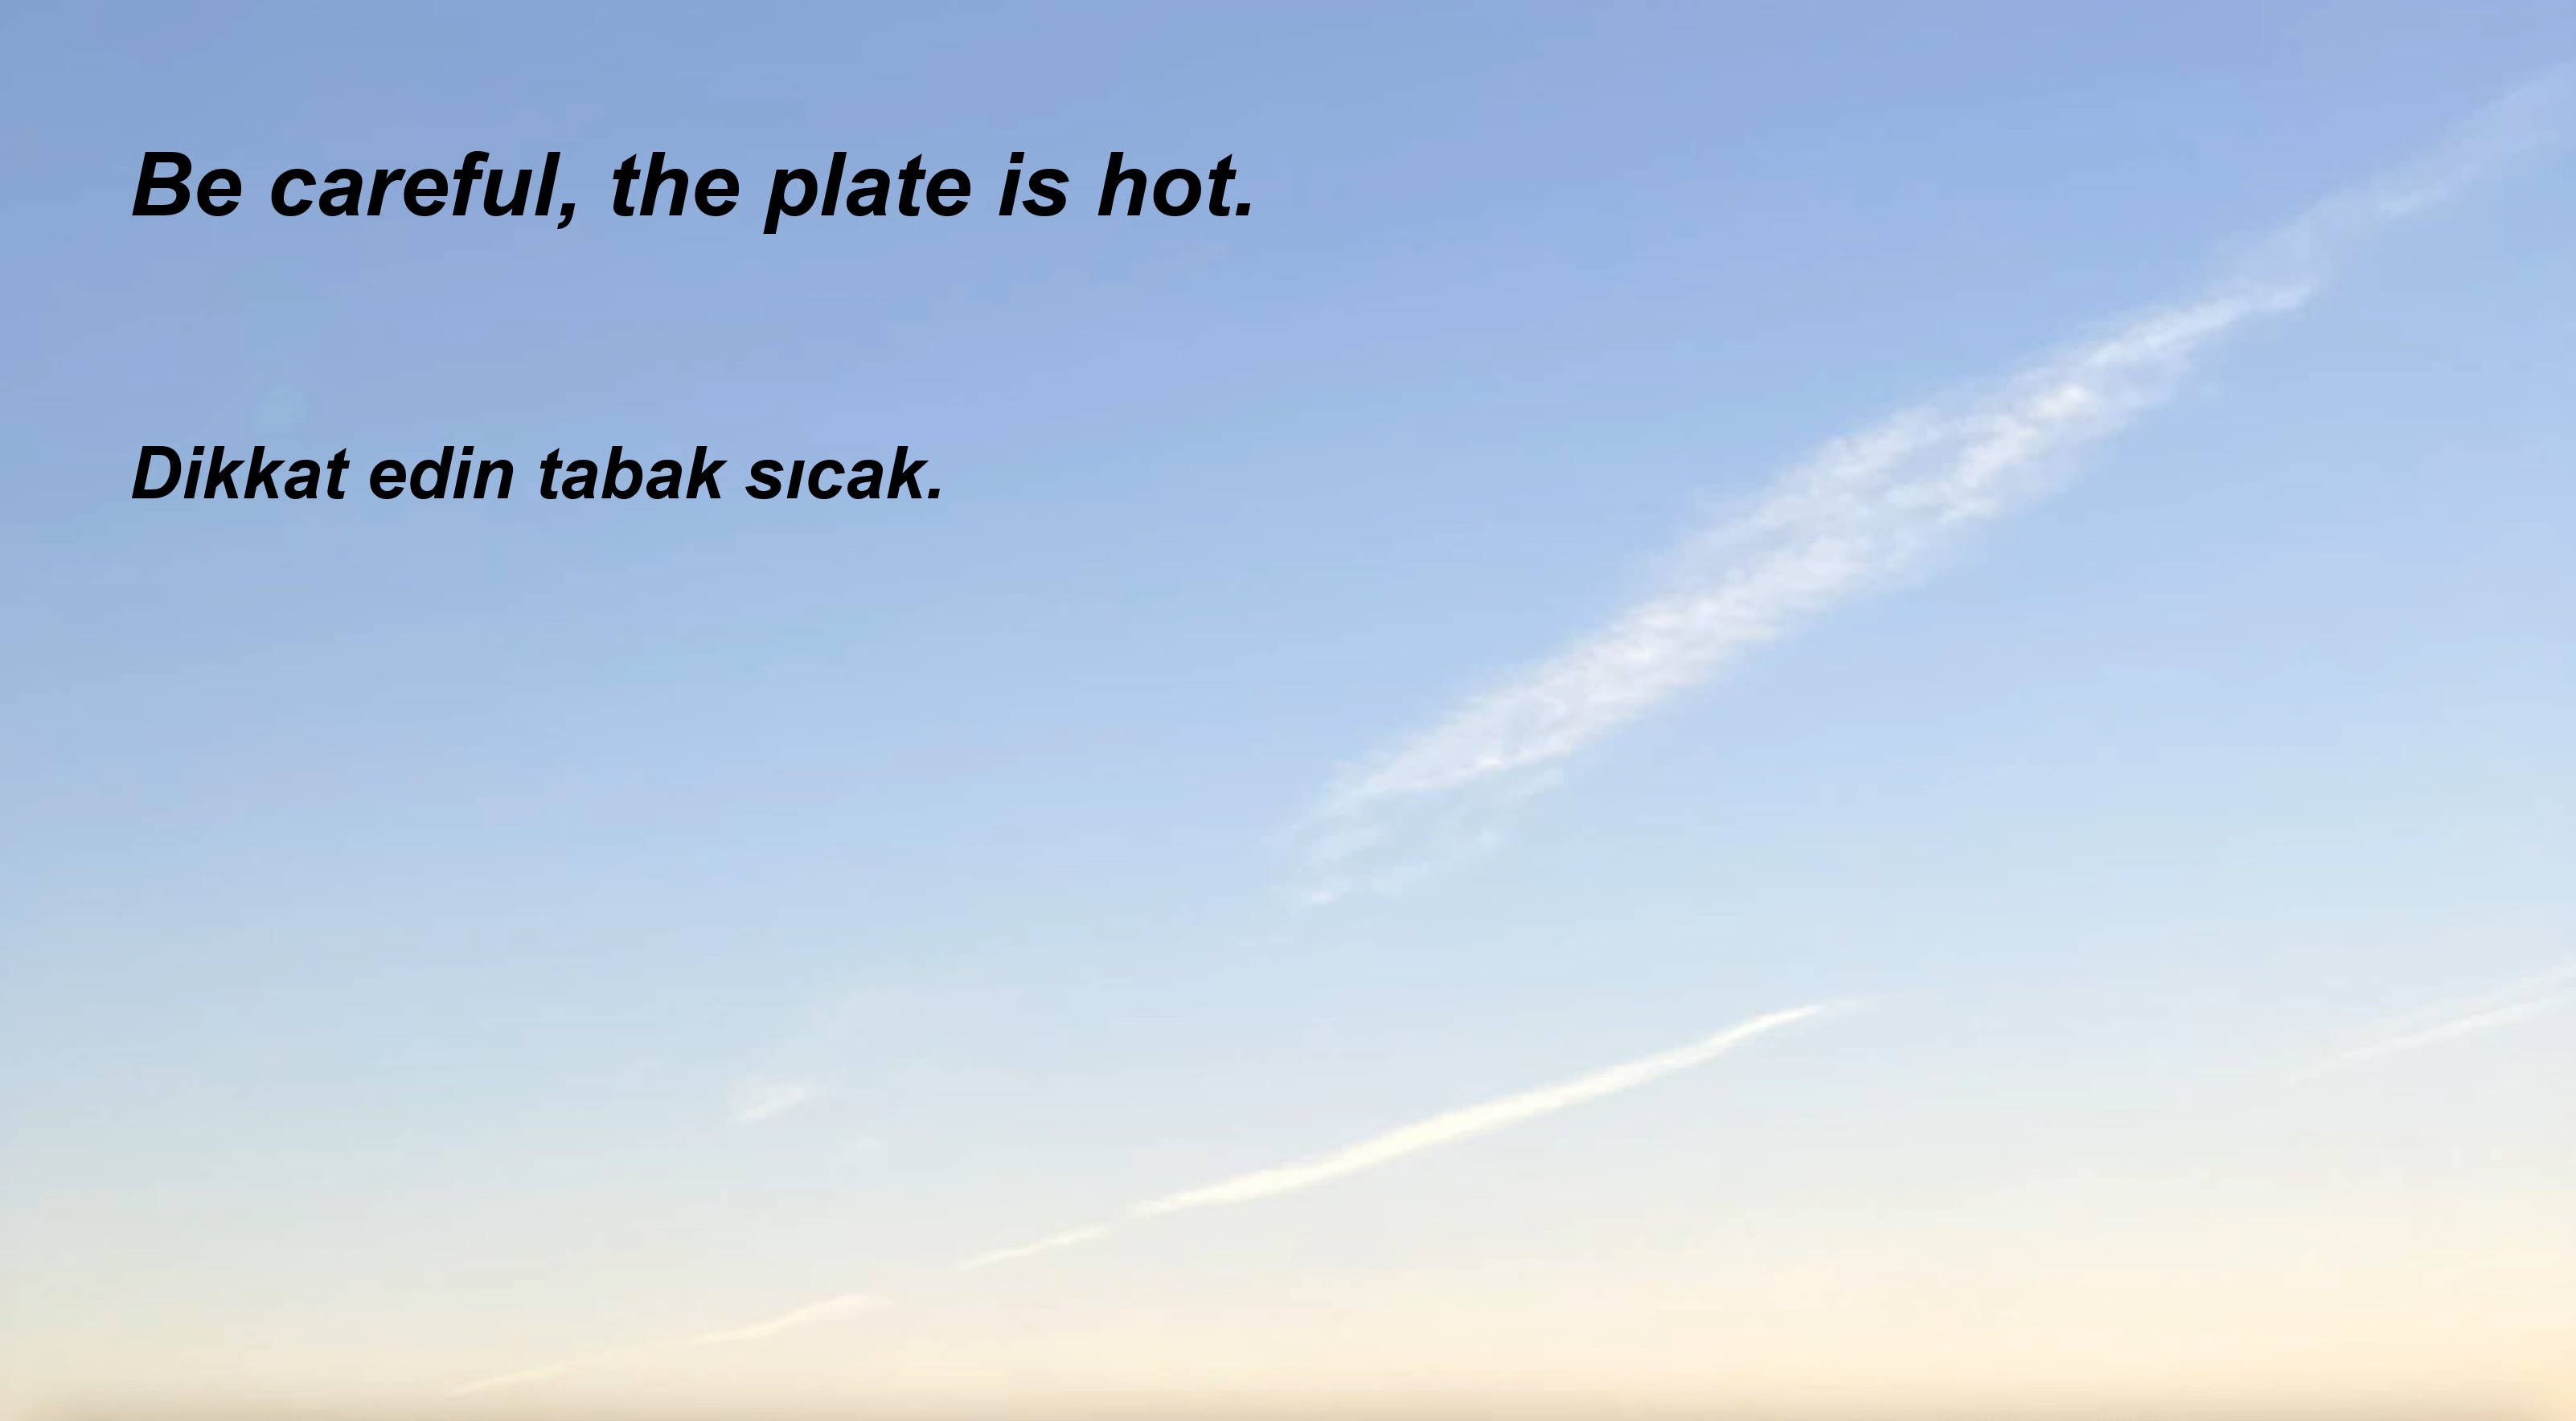 Be careful, the plate is hot.
Dikkat edin tabak sıcak.